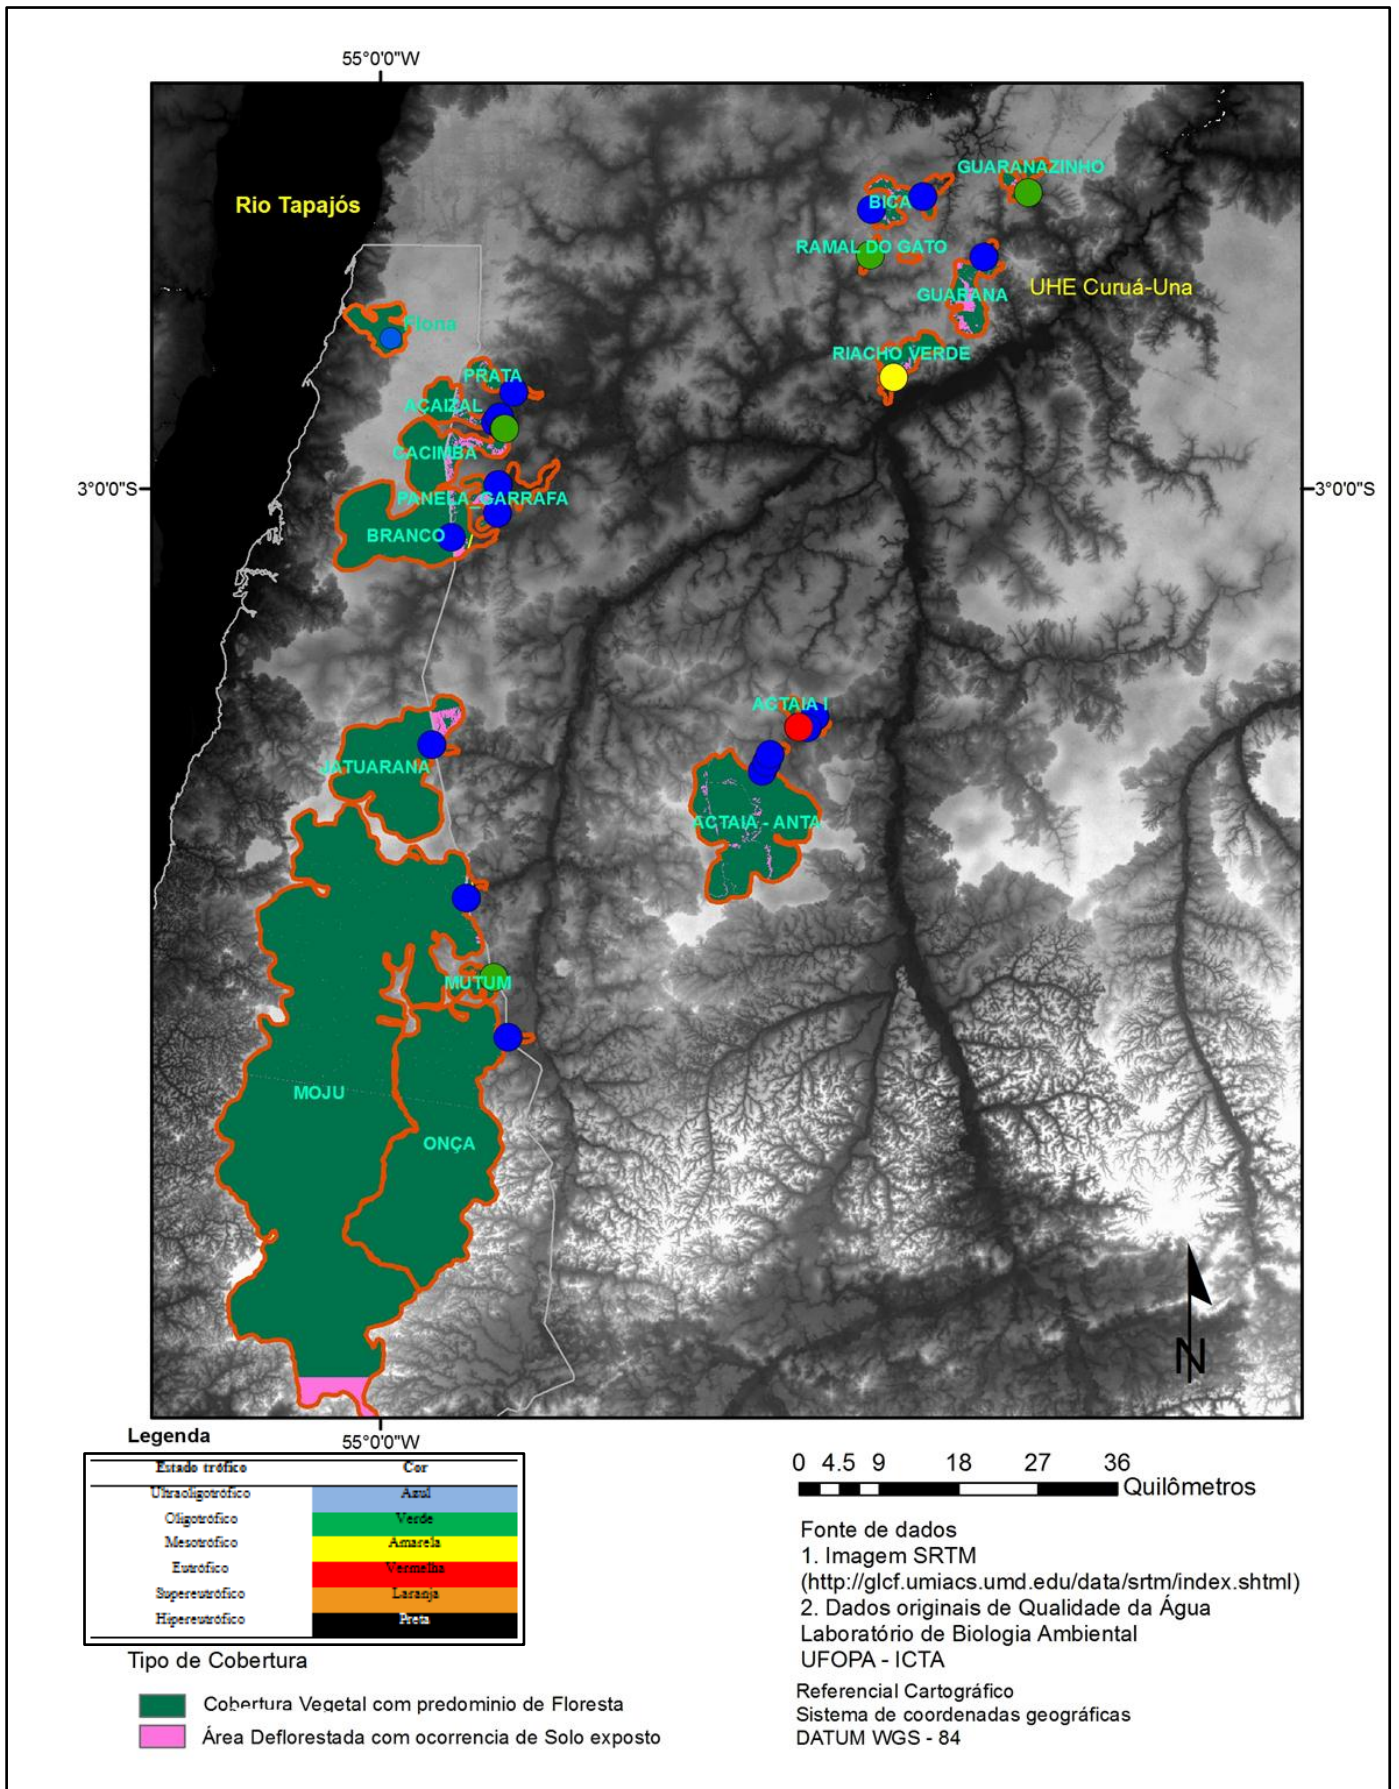 55°0'0"W
Rio Tapajós
GUARANAZINHO
BICA
RAMAL DO GATO
GUARANA
UHE Curuá-Una
Flona
RIACHO VERDE
PRATA
AÇAIZAL
CACIMBA
3°0'0"S
3°0'0"S
PANELA_GARRAFA
BRANCO
ACTAIA I
JATUARANA
ACTAIA - ANTA
MUTUM
MOJU
ONÇA
N
55°0'0"W
Legenda
Estado trófico Cor
Ultraoligotrófico Azul
Oligotrófico Verde
Mesotrófico Amarela
Eutrófico Vermelha
Supereutrófico Laranja
Hipereutrófico Preta
Tipo de Cobertura
Cobertura Vegetal com predominio de Floresta
Área Deflorestada com ocorrencia de Solo exposto
0 4.5 9 18 27 36
Quilômetros
Fonte de dados
1. Imagem SRTM
(http://glcf.umiacs.umd.edu/data/srtm/index.shtml)
2. Dados originais de Qualidade da Água
Laboratório de Biologia Ambiental
UFOPA - ICTA
Referencial Cartográfico
Sistema de coordenadas geográficas
DATUM WGS - 84